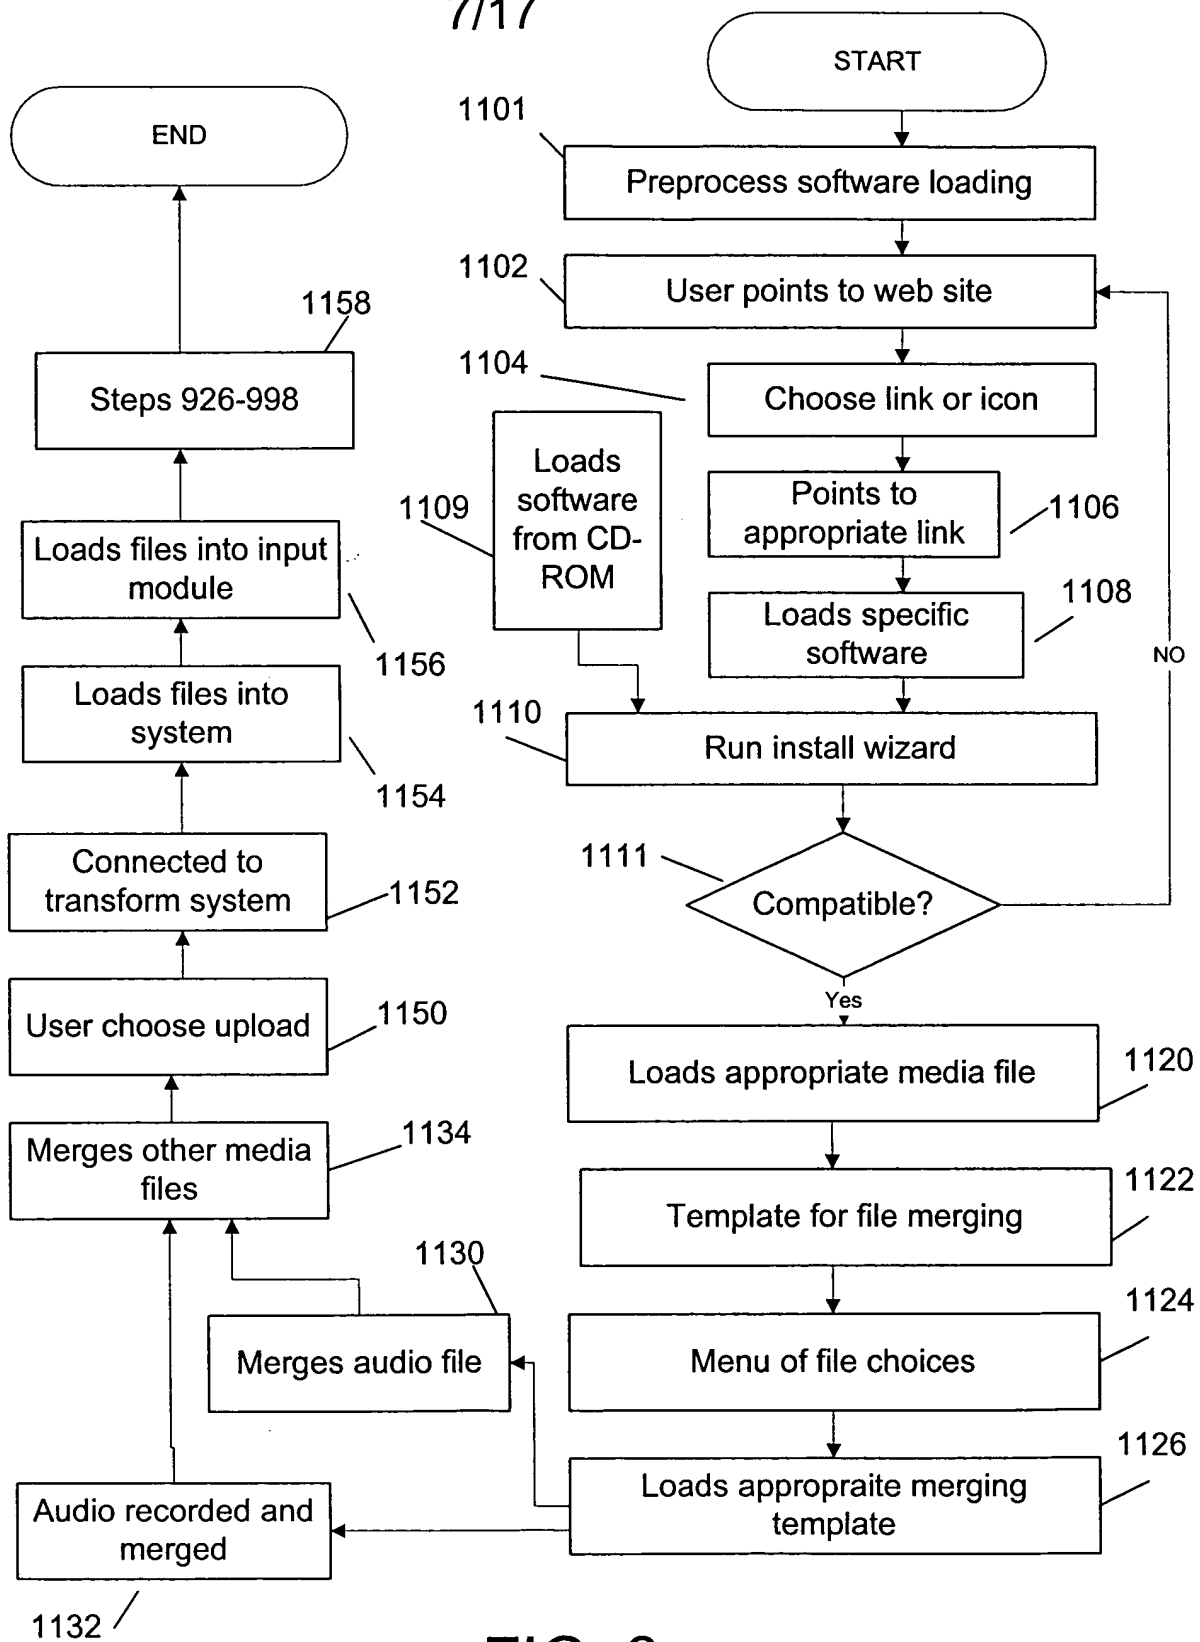 7/17
START
1101
Preprocess software loading
1102
User points to web site
1104
Choose link or icon
Points to
appropriate link
1106
1109
Loads
software
from CD-
ROM
Loads specific
software
1108
NO
1110
Run install wizard
1111
Compatible?
Yes
Loads appropriate media file
1120
Template for file merging
1122
Menu of file choices
1124
Loads appropraite merging
template
1126
1130
Merges audio file
Audio recorded and
merged
1132
Merges other media
files
1134
User choose upload
1150
Connected to
transform system
1152
Loads files into
system
1154
Loads files into input
module
1156
1158
Steps 926-998
END